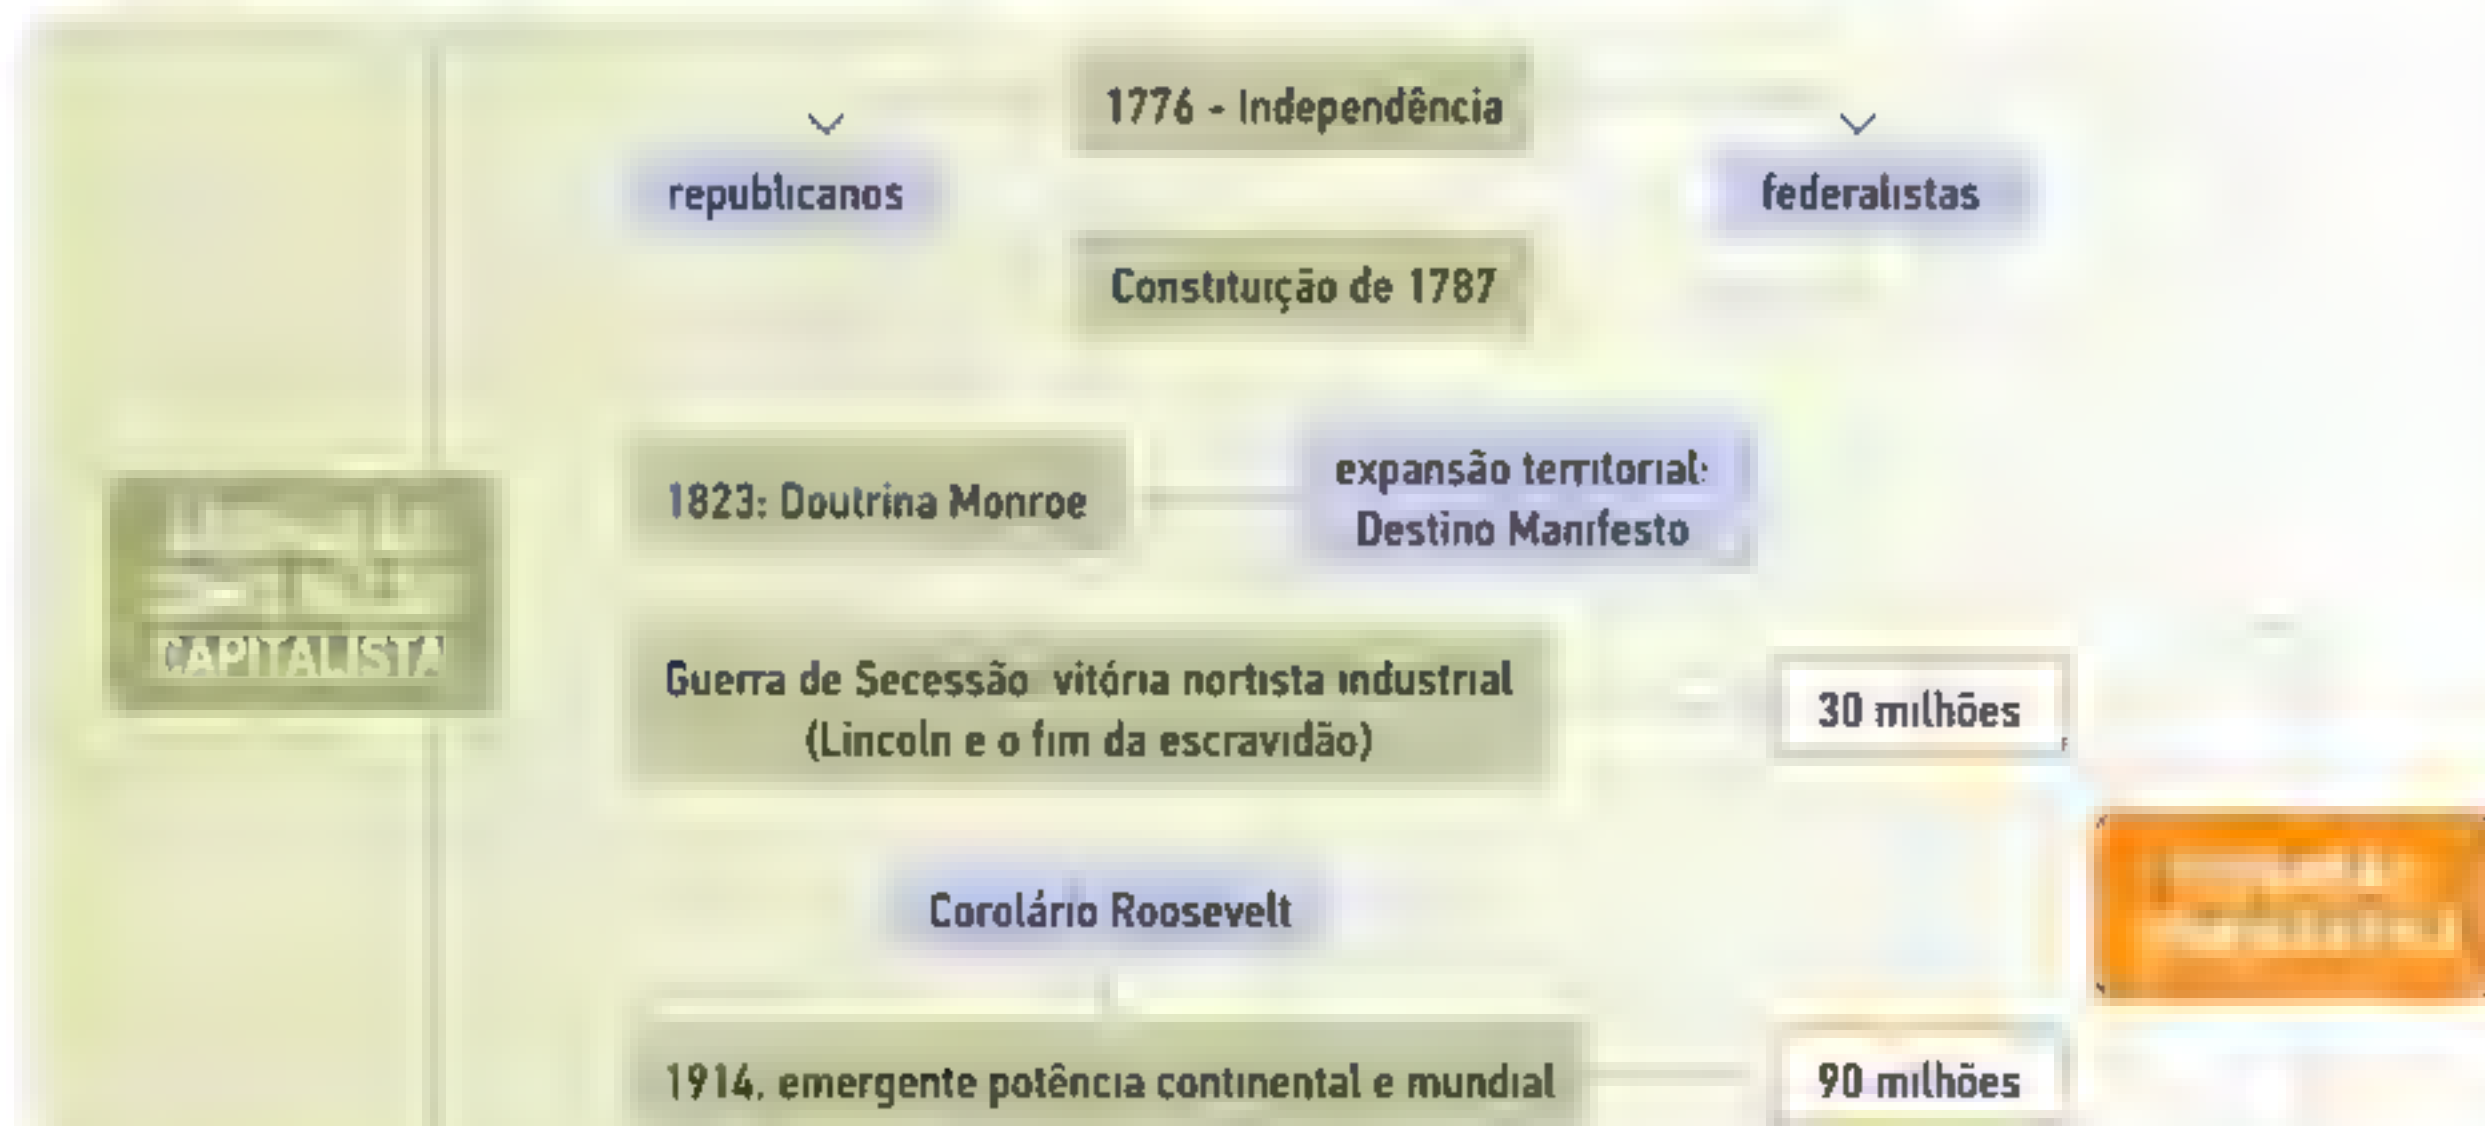 1776 - Independência
republicanos
federalistas
Constituição de 1787
1823: Doutrina Monroe
expansão territorial:
Destino Manifesto
CAPITALISTA
Guerra de Secessão vitória nortista industrial
(Lincoln e o fim da escravidão)
30 milhões
Corolário Roosevelt
1914, emergente potência continental e mundial
90 milhões